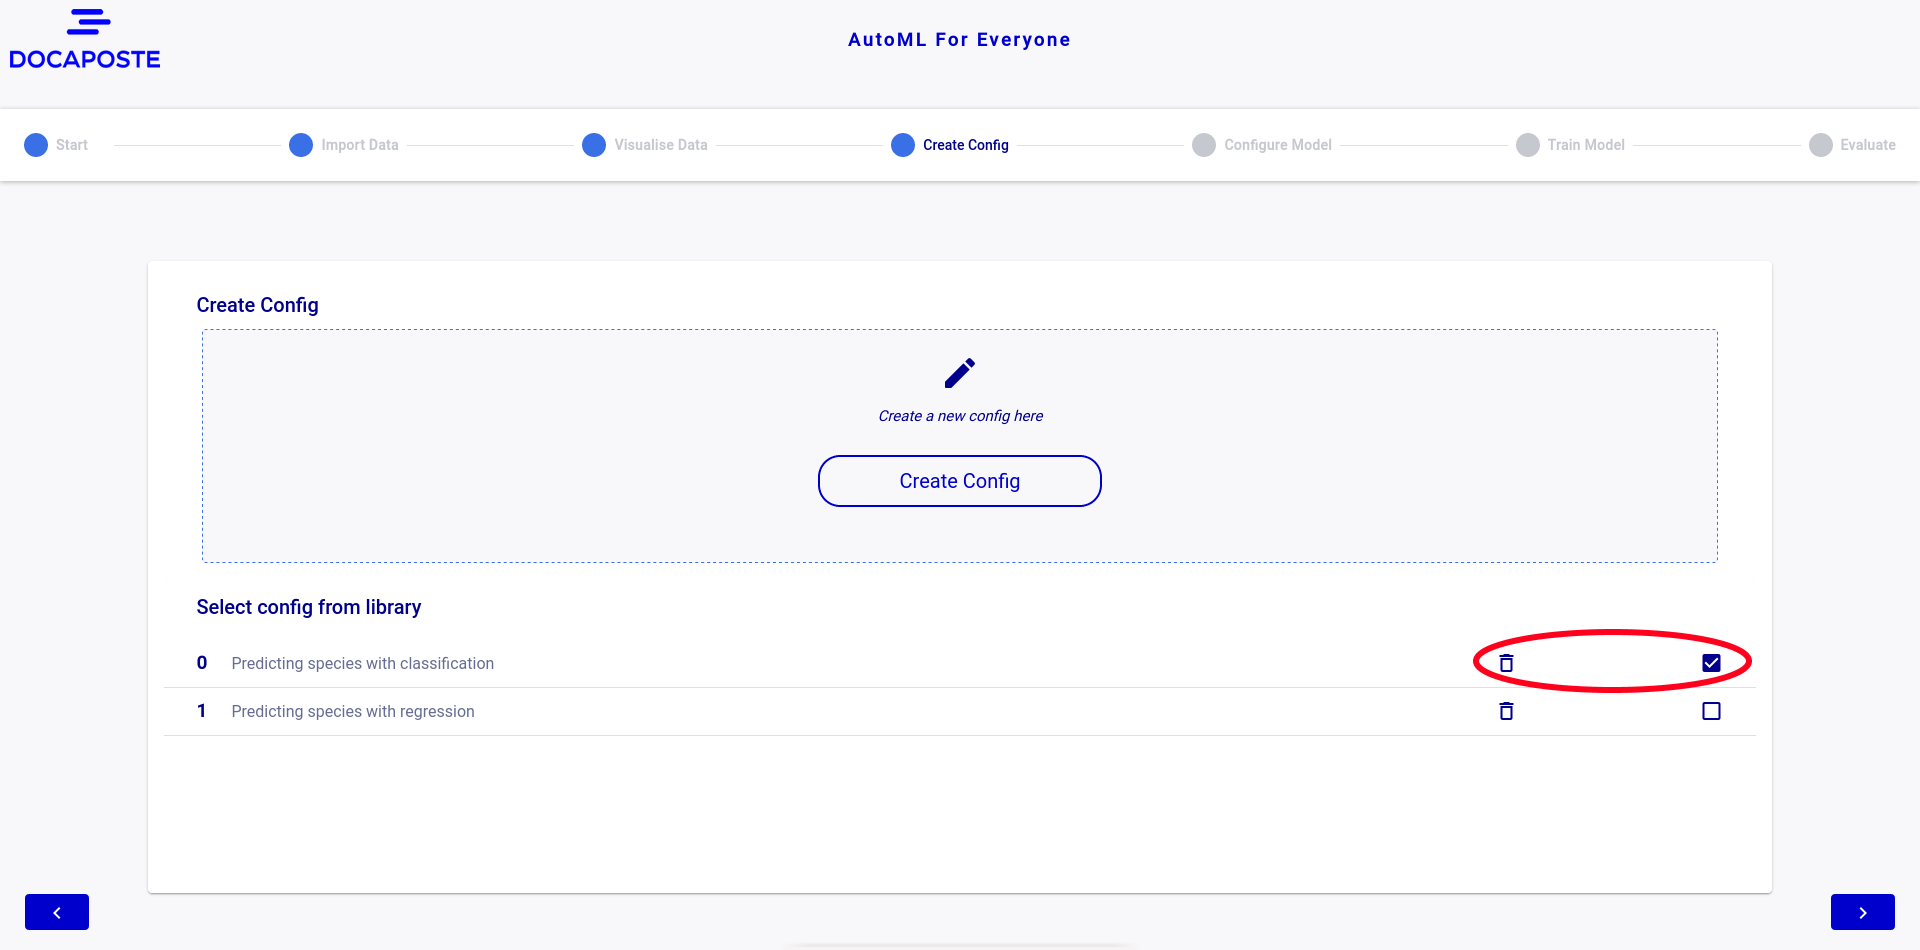 DOCAPOSTE
AutoML For Everyone
Start
Import Data
Visualise Data
Create Config
Configure Model
Train Model
Evaluate
Create Config
Create a new config here
Create Config
Select config from library
0 Predicting species with classification
1 Predicting species with regression